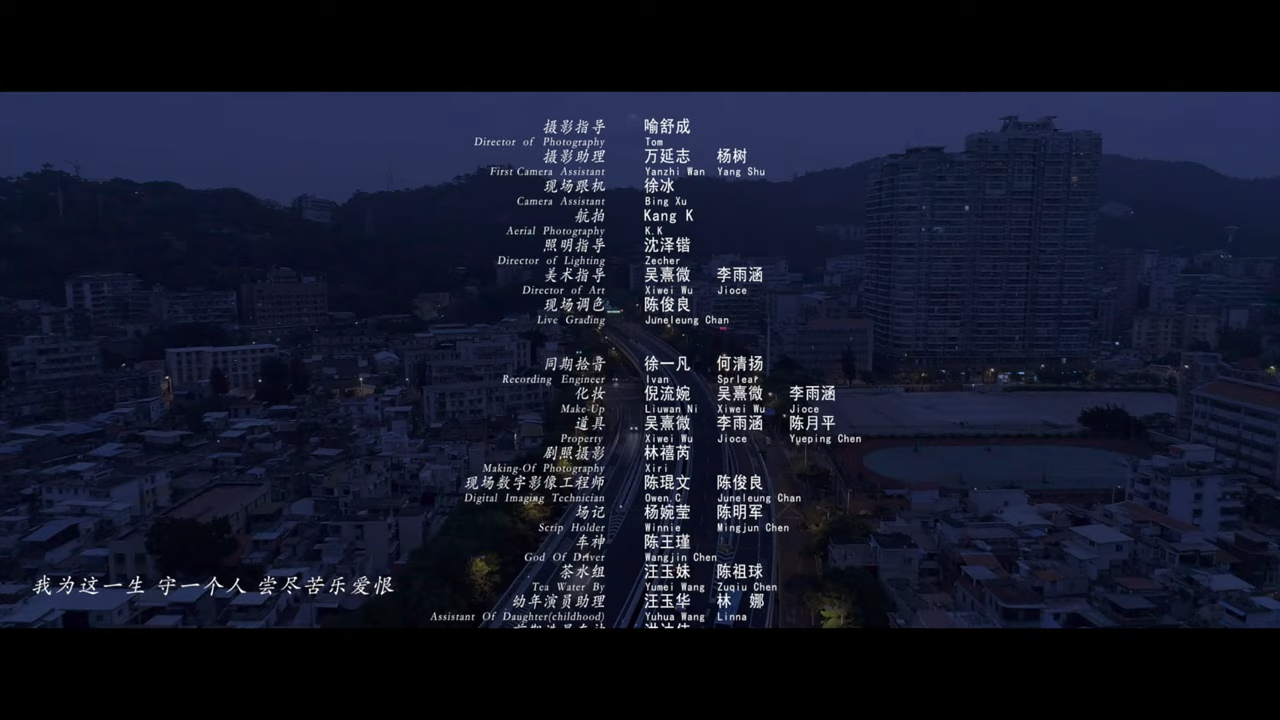 摄影指导 喻舒成
Director of Photography Tom
摄影助理 万延志 杨树
First Camera Assistant Yanzhi Wan Yang Shu
现场跟机 徐冰
Camera Assistant Bing Xu
航拍 Kang K
Aerial Photography K.K
照明指导 沈泽锴
Director of Lighting Zecher
美术指导 吴熹微 李雨涵
Director of Art Xiwei Wu Jioce
现场调色 陈俊良
Live Grading Juneleung Chan
同期拾音 徐一凡 何清扬
Recording Engineer Ivan Sprlear
化妆 倪流婉 吴熹微 李雨涵
Make-Up Liuwan Ni Xiwei Wu Jioce
道具 吴熹微 李雨涵 陈月平
Property Xiwei Wu Jioce Yueping Chen
剧照摄影 林禧芮
Making-Of Photography Xiri
现场数字影像工程师 陈琨文 陈俊良
Digital Imaging Technician Owen.C Juneleung Chan
场记 杨婉莹 陈明军
Scrip Holder Winnie Mingjun Chen
车神 陈王瑾
God Of Driver Wangjin Chen
茶水组 汪玉妹 陈祖球
Tea Water By Yumei Wang Zuqiu Chen
我为这一生 守一个人 尝尽苦乐爱恨
幼年演员助理 汪玉华 林 娜
Assistant Of Daughter(childhood) Yuhua Wang Linna